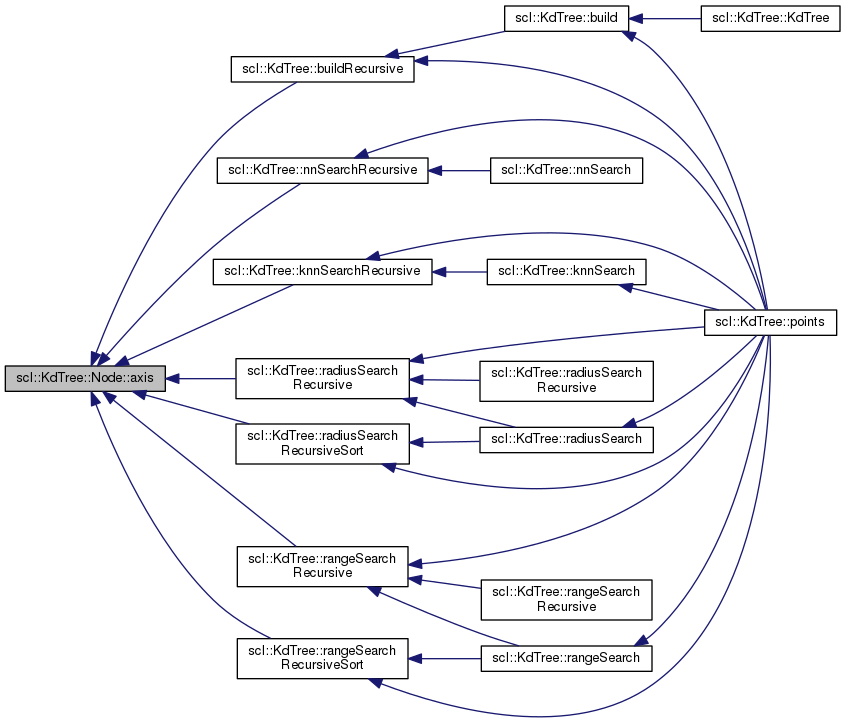 scl::KdTree::build
scl::KdTree::KdTree
scl::KdTree::buildRecursive
scl::KdTree::nnSearchRecursive
scl::KdTree::nnSearch
scl::KdTree::knnSearchRecursive
scl::KdTree::knnSearch
scl::KdTree::points
scl::KdTree::Node::axis
scl::KdTree::radiusSearch
Recursive
scl::KdTree::radiusSearch
Recursive
scl::KdTree::radiusSearch
RecursiveSort
scl::KdTree::radiusSearch
scl::KdTree::rangeSearch
Recursive
scl::KdTree::rangeSearch
Recursive
scl::KdTree::rangeSearch
RecursiveSort
scl::KdTree::rangeSearch